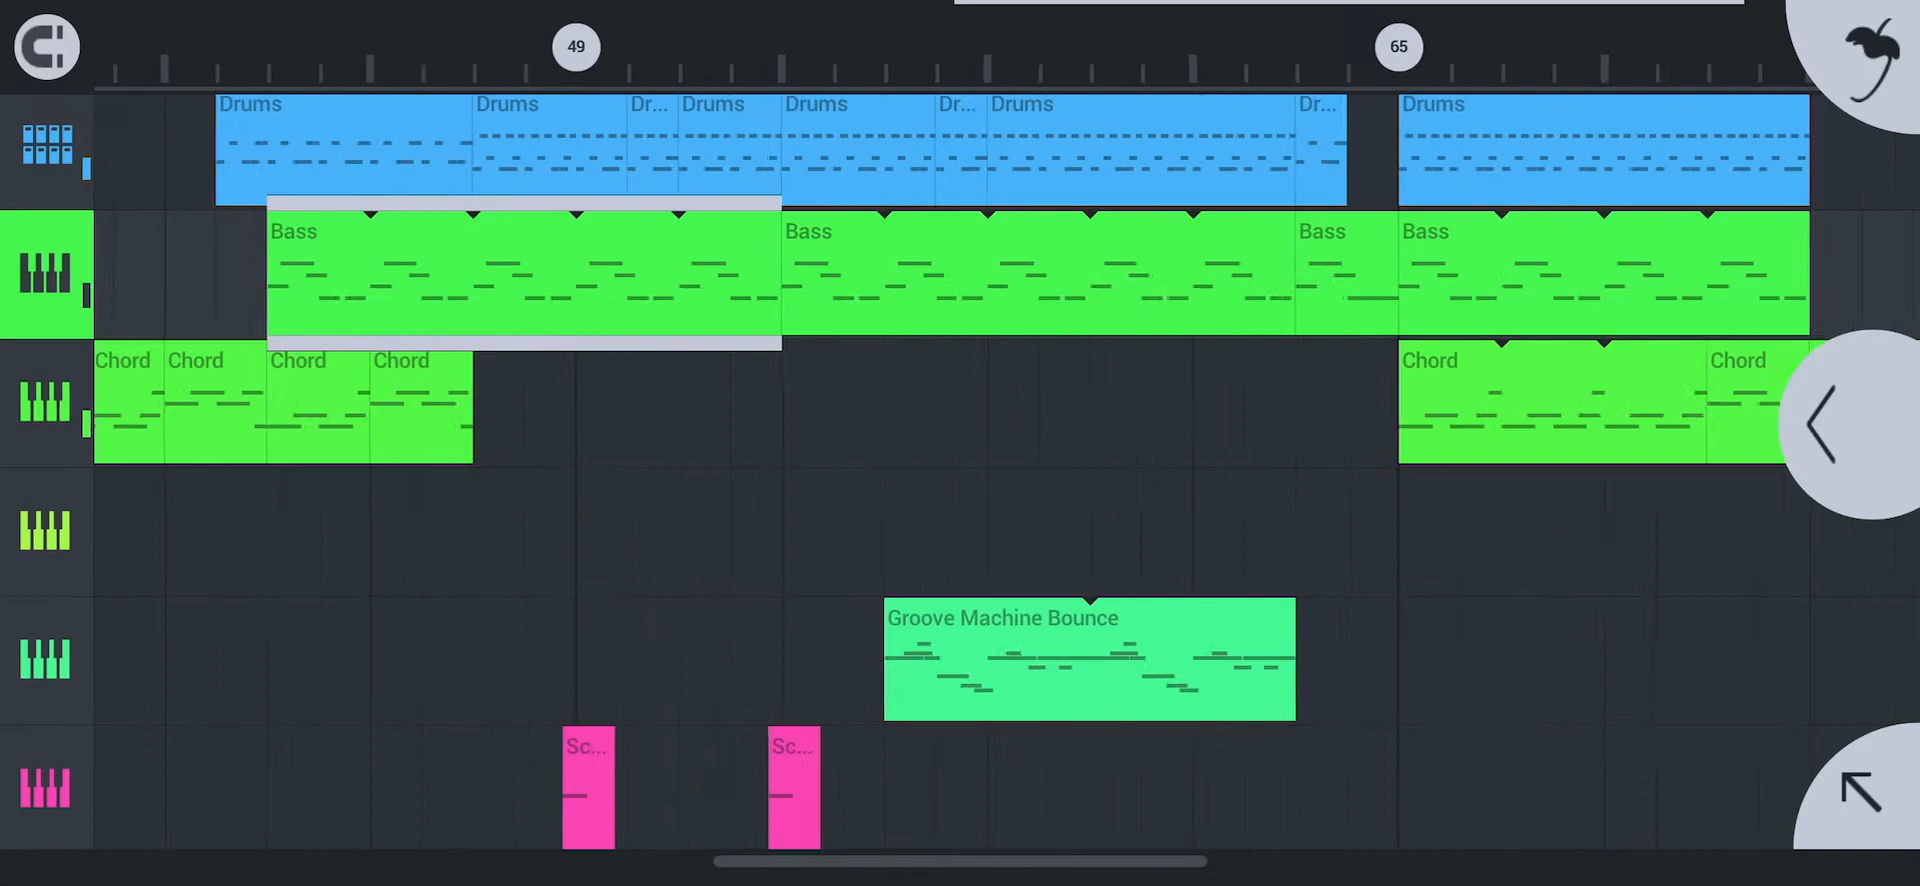 49 65
Drums Drums Dr... Drums Drums Dr... Drums Dr... Drums
Bass Bass Bass Bass
Chord Chord Chord Chord Chord Chord
Groove Machine Bounce
Sc... Sc...